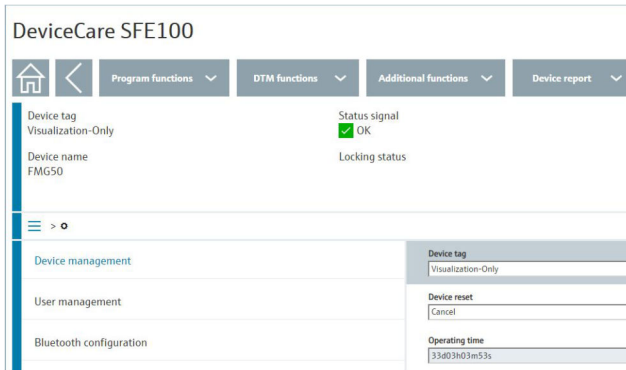 DeviceCare SFE100
Program functions
DTM functions
Additional functions
Device report
Device tag
Visualization-Only
Status signal
OK
Device name
FMG50
Locking status
>
Device management
User management
Bluetooth configuration
Device tag
Visualization-Only
Device reset
Cancel
Operating time
33d03h03m53s